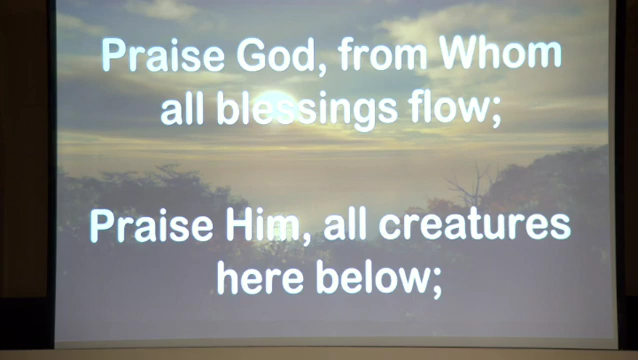 Praise God, from Whom
all blessings flow;
Praise Him, all creatures
here below;